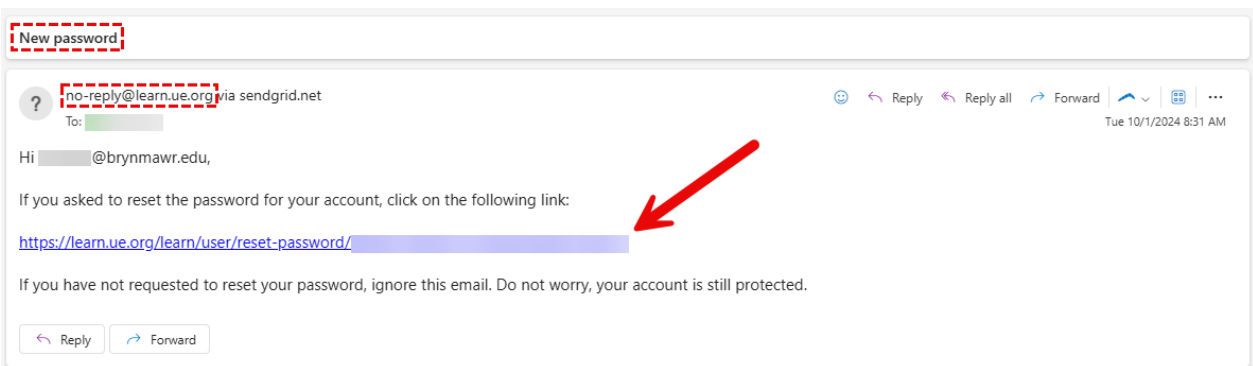 New password
?
no-reply@learn.ue.org via sendgrid.net
Reply Reply all Forward
To:
Tue 10/1/2024 8:31 AM
Hi @brynmawr.edu,
If you asked to reset the password for your account, click on the following link:
https://learn.ue.org/learn/user/reset-password/
If you have not requested to reset your password, ignore this email. Do not worry, your account is still protected.
Reply Forward